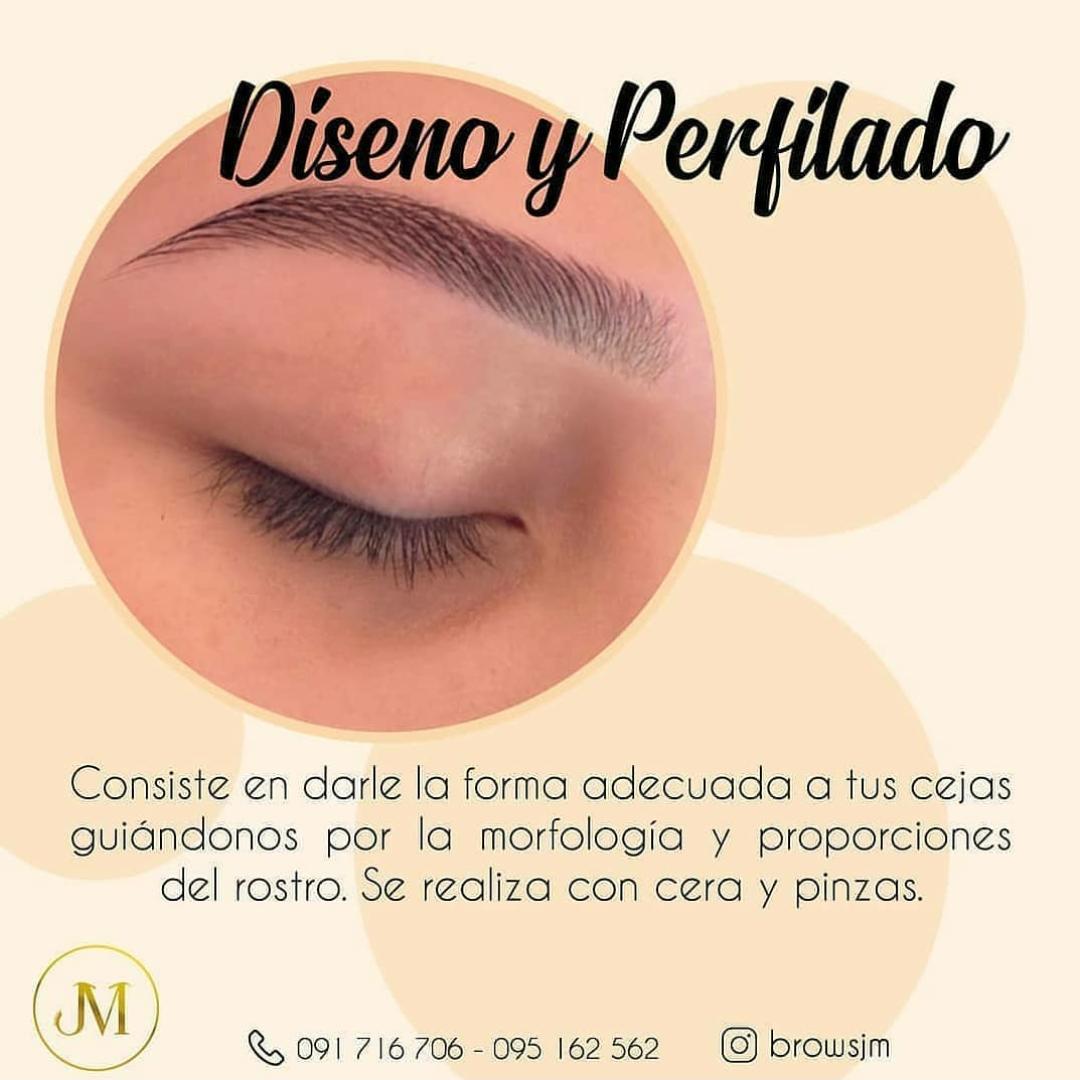 Diseno y Perfilado
Consiste en darle la forma adecuada a tus cejas
guiándonos por la morfología y proporciones
del rostro. Se realiza con cera y pinzas.
JM
091 716 706 - 095 162 562
browsjm